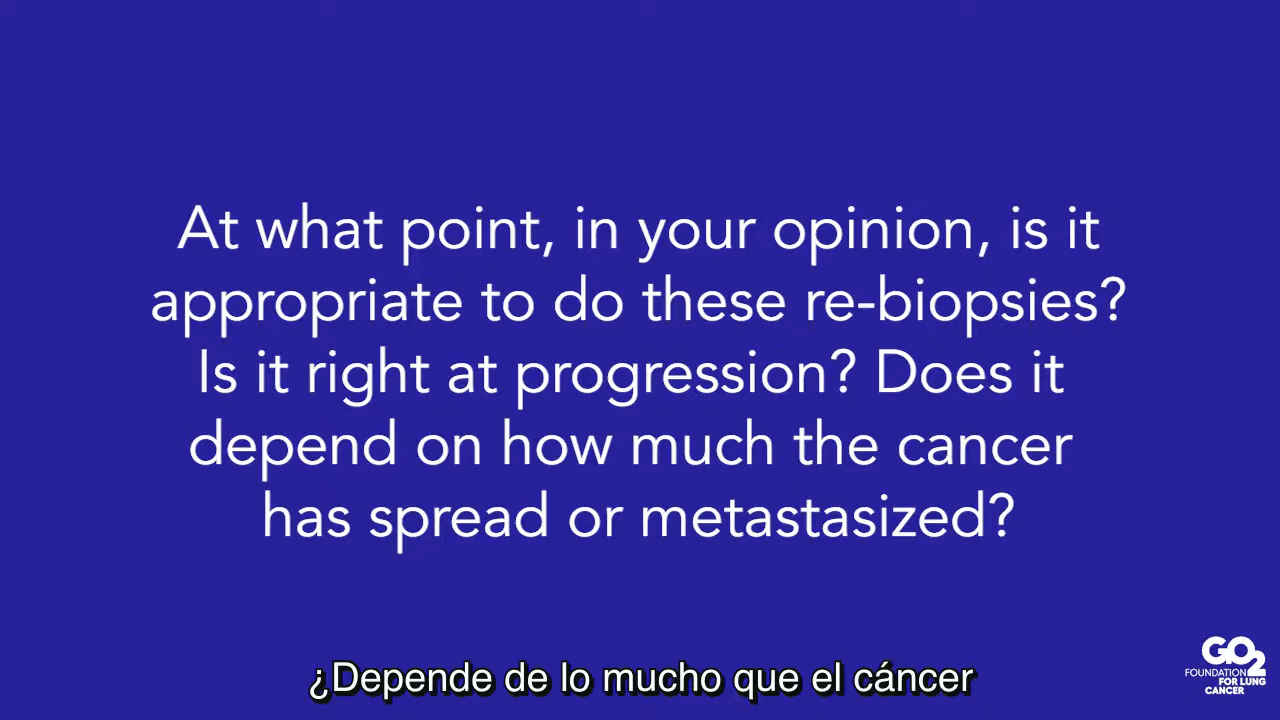 At what point, in your opinion, is it
appropriate to do these re-biopsies?
Is it right at progression? Does it
depend on how much the cancer
has spread or metastasized?
¿Depende de lo mucho que el cáncer
GO2
FOUNDATION
FOR LUNG
CANCER